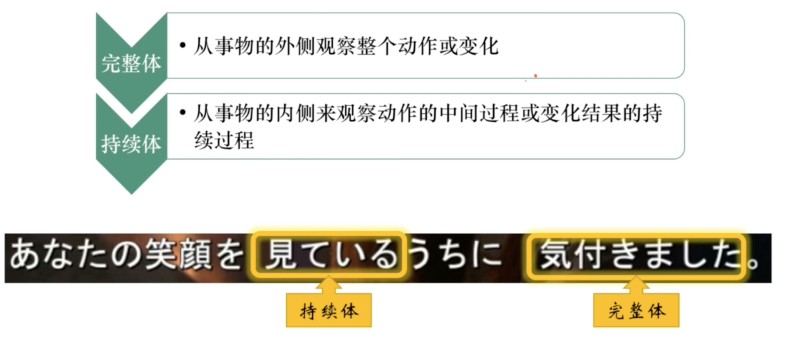 完整体
• 从事物的外侧观察整个动作或变化
持续体
• 从事物的内侧来观察动作的中间过程或变化结果的持
续过程
あなたの笑顔を 見ているうちに 気付きました。
持续体
完整体